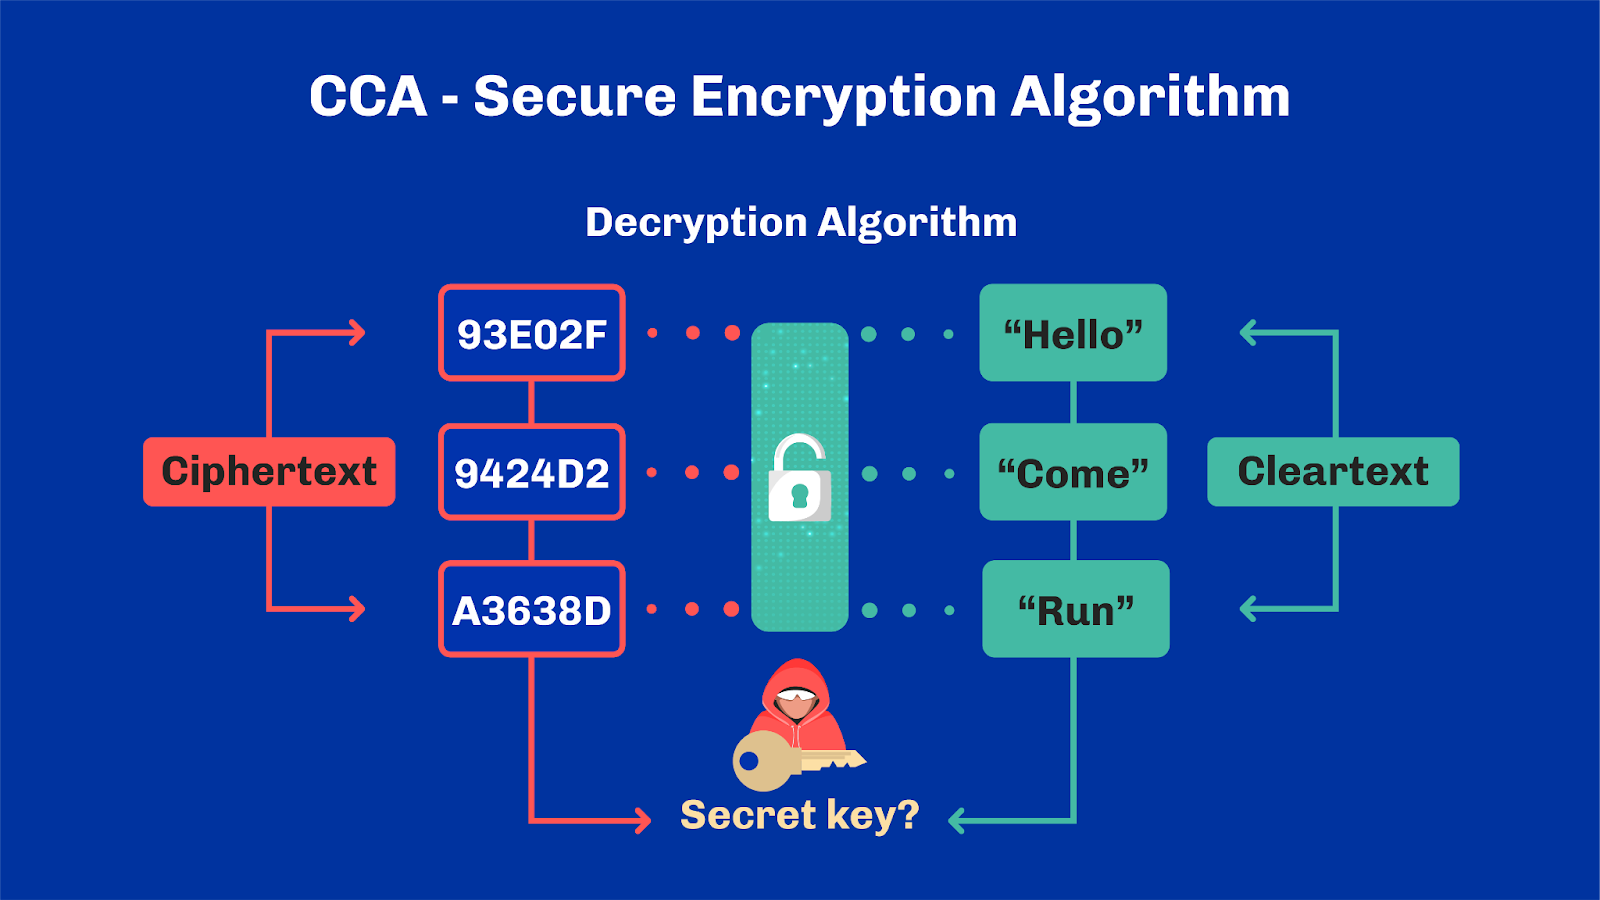 CCA - Secure Encryption Algorithm
Decryption Algorithm
93E02F
“Hello”
Ciphertext
9424D2
“Come”
Cleartext
A3638D
“Run”
Secret key?